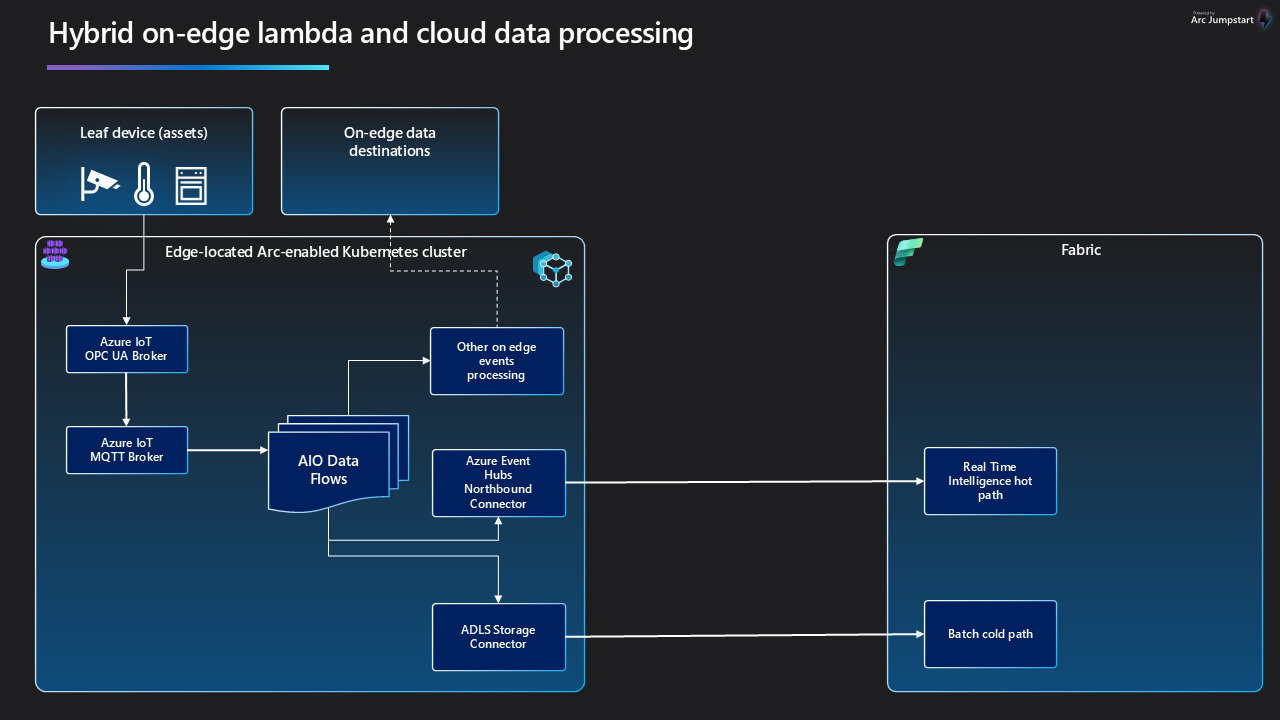 Hybrid on-edge lambda and cloud data processing
Powered by
Arc Jumpstart
Leaf device (assets)
On-edge data
destinations
Edge-located Arc-enabled Kubernetes cluster
Fabric
Azure IoT
OPC UA Broker
Other on edge
events
processing
Azure IoT
MQTT Broker
AIO Data
Flows
Azure Event
Hubs
Northbound
Connector
Real Time
Intelligence hot
path
ADLS Storage
Connector
Batch cold path